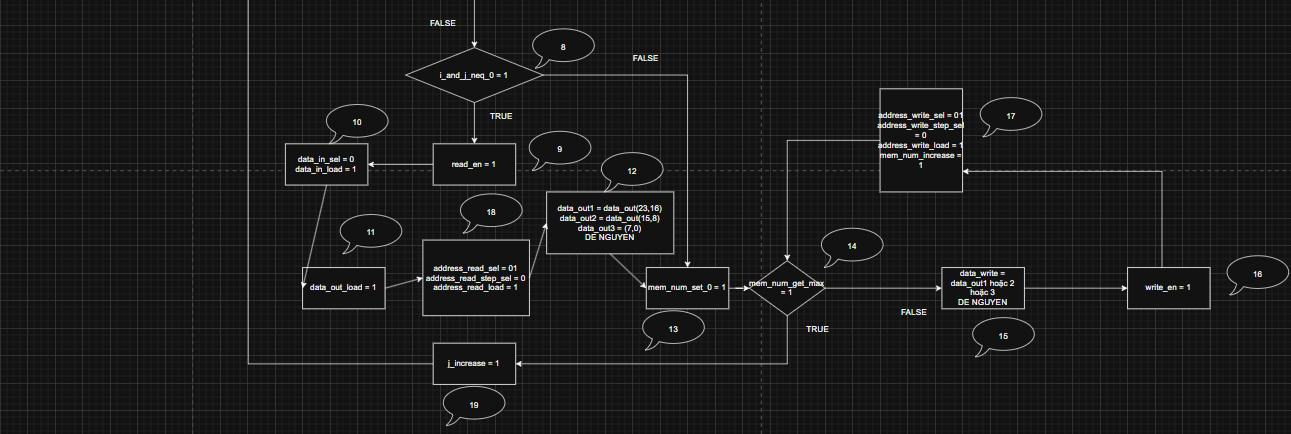 FALSE
8
i_and_j_neq_0 = 1
FALSE
TRUE
10
data_in_sel = 0
data_in_load = 1
read_en = 1
9
12
data_out1 = data_out(23,16)
data_out2 = data_out(15,8)
data_out3 = (7,0)
DE NGUYEN
17
address_write_sel = 01
address_write_step_sel
= 0
address_write_load = 1
mem_num_increase =
1
18
11
data_out_load = 1
address_read_sel = 01
address_read_step_sel = 0
address_read_load = 1
mem_num_set_0 = 1
13
14
mem_num_get_max
= 1
FALSE
TRUE
data_write =
data_out1 hoặc 2
hoặc 3
DE NGUYEN
15
write_en = 1
16
j_increase = 1
19